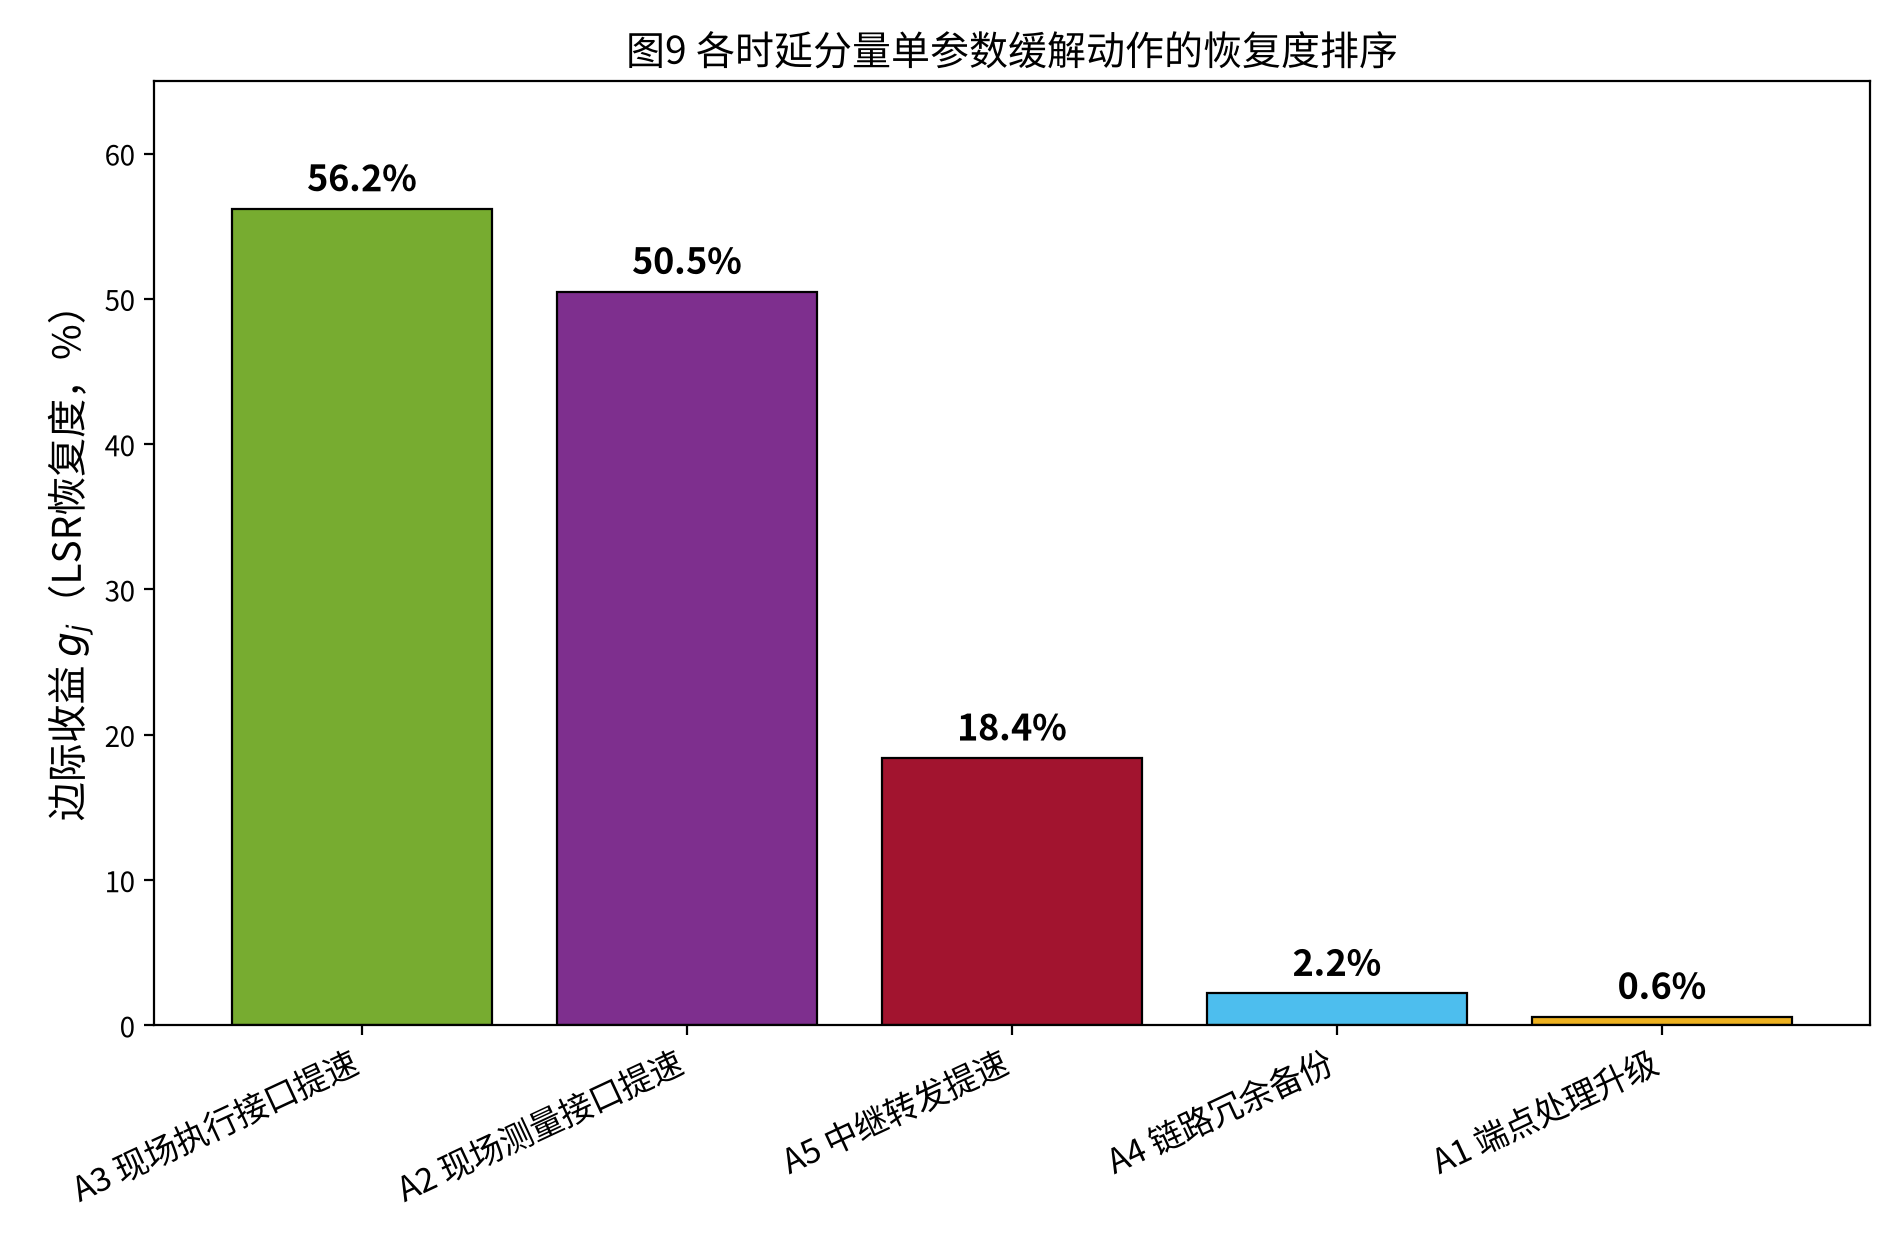 图9 各时延分量单参数缓解动作的恢复度排序
边际收益 gj（LSR恢复度，%）
60
50
40
30
20
10
0
56.2%
50.5%
18.4%
2.2%
0.6%
A3 现场执行接口提速
A2 现场测量接口提速
A5 中继转发提速
A4 链路冗余备份
A1 端点处理升级